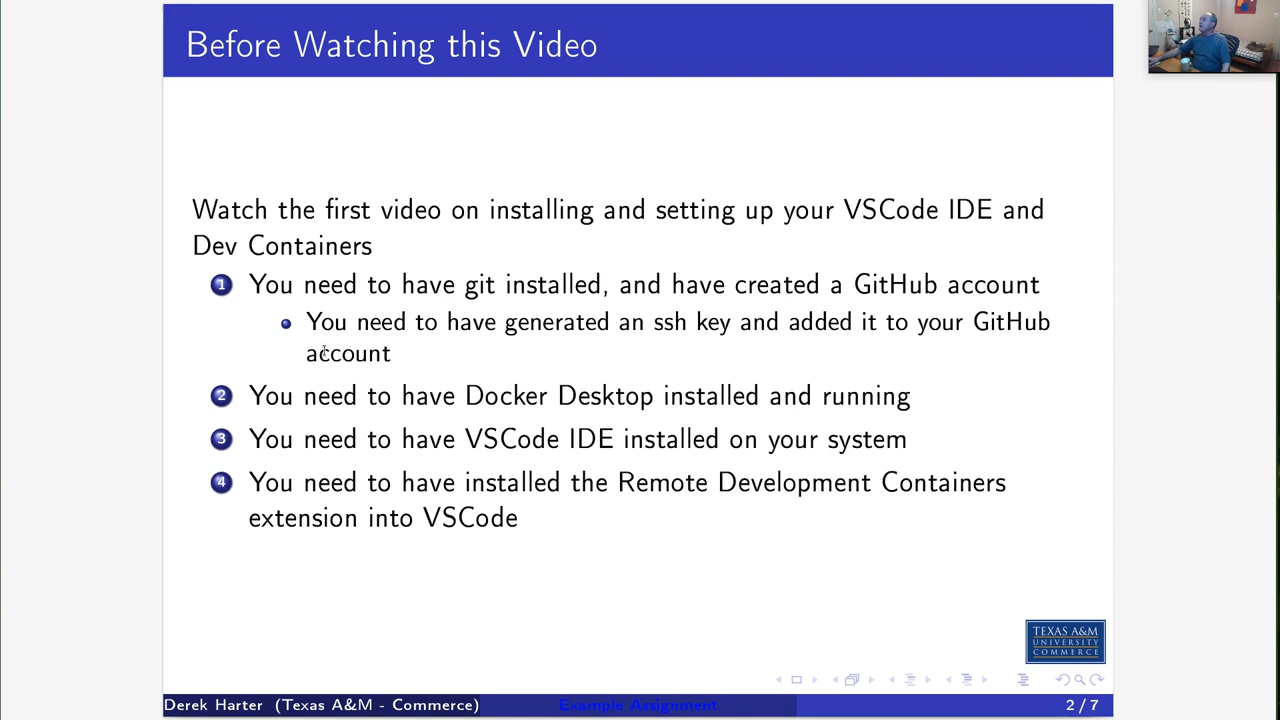 Before Watching this Video
Watch the first video on installing and setting up your VSCode IDE and
Dev Containers
1 You need to have git installed, and have created a GitHub account
You need to have generated an ssh key and added it to your GitHub
account
2 You need to have Docker Desktop installed and running
3 You need to have VSCode IDE installed on your system
4 You need to have installed the Remote Development Containers
extension into VSCode
TEXAS A&M
UNIVERSITY
COMMERCE
Derek Harter (Texas A&M - Commerce) Example Assignment 2 / 7